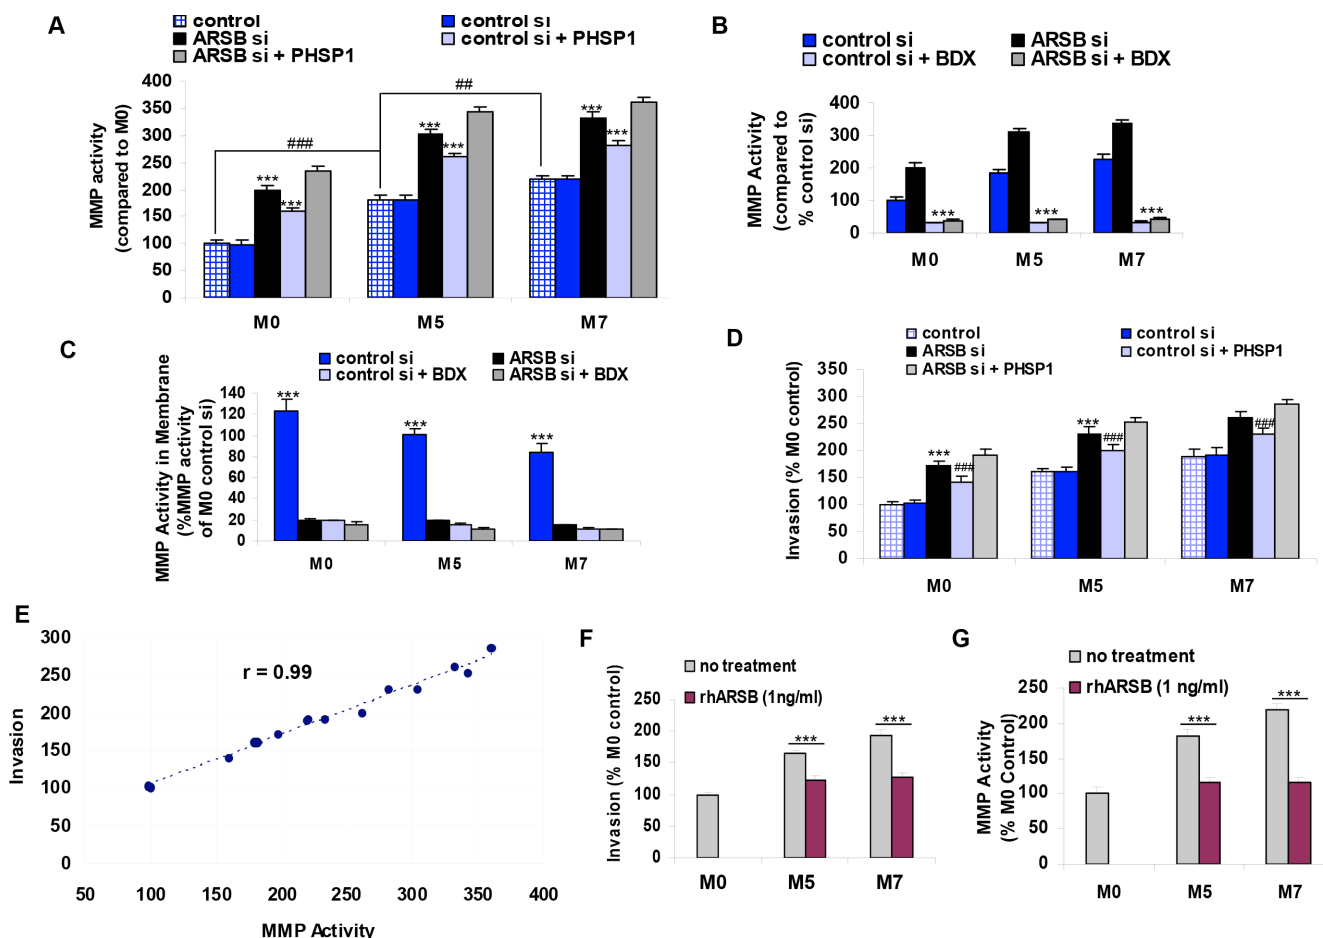 A
control
control si
ARSB si
control si + PHSP1
ARSB si + PHSP1
MMP activity
(compared to M0)
400
350
300
250
200
150
100
50
0
###
##
***
***
***
***
***
***
M0
M5
M7
B
control si
ARSB si
control si + BDX
ARSB si + BDX
MMP Activity
(compared to
% control si)
400
300
200
100
0
***
***
***
M0
M5
M7
C
control si
ARSB si
control si + BDX
ARSB si + BDX
MMP Activity in Membrane
(%MMP activity
of M0 control si)
140
120
100
80
60
40
20
0
***
***
***
M0
M5
M7
D
control
control si
ARSB si
control si + PHSP1
ARSB si + PHSP1
Invasion (% M0 control)
350
300
250
200
150
100
50
0
***
###
***
###
###
M0
M5
M7
E
Invasion
300
250
200
150
100
50
0
r = 0.99
50
100
150
200
250
300
350
400
MMP Activity
F
no treatment
rhARSB (1ng/ml)
Invasion (% M0 control)
250
200
150
100
50
0
***
***
M0
M5
M7
G
no treatment
rhARSB (1 ng/ml)
MMP Activity
(% M0 Control)
250
200
150
100
50
0
***
***
M0
M5
M7